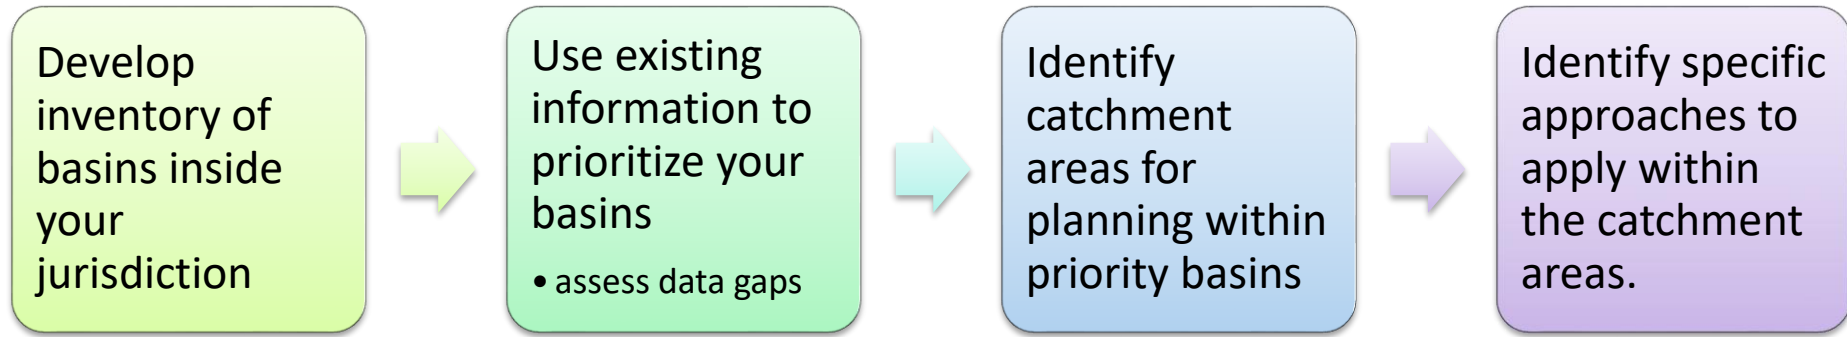 Develop
inventory of
basins inside
your
jurisdiction
Use existing
information to
prioritize your
basins
• assess data gaps
Identify
catchment
areas for
planning within
priority basins
Identify specific
approaches to
apply within
the catchment
areas.